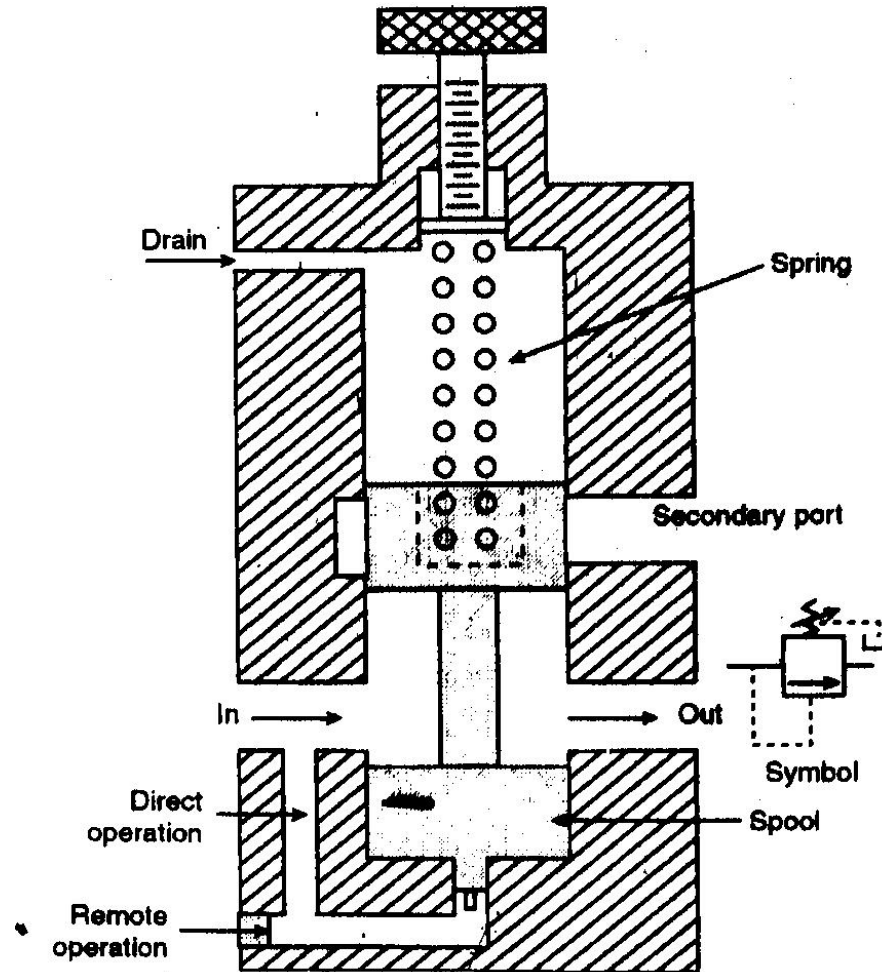 Drain
Spring
Secondary port
In
Out
Symbol
Direct
operation
Spool
Remote
operation